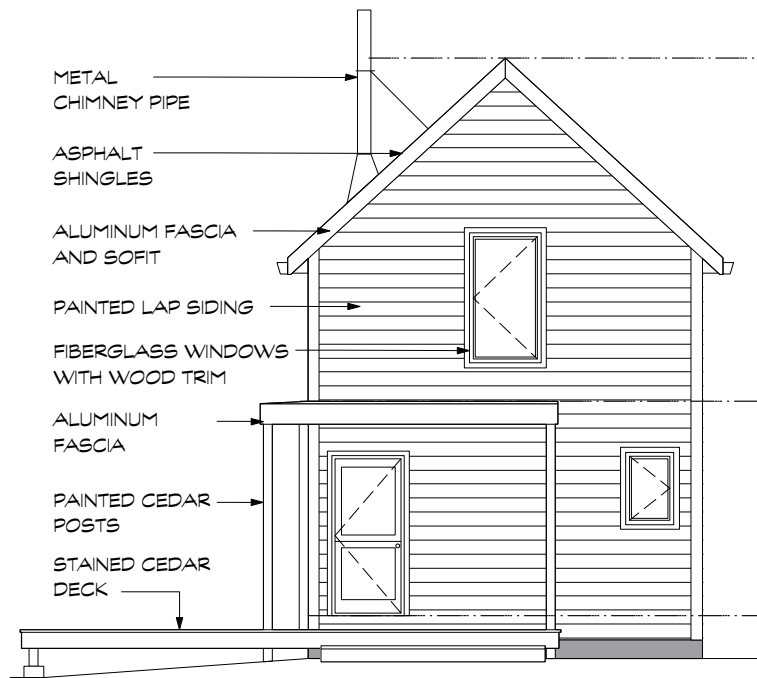 METAL
CHIMNEY PIPE
ASPHALT
SHINGLES
ALUMINUM FASCIA
AND SOFIT
PAINTED LAP SIDING
FIBERGLASS WINDOWS
WITH WOOD TRIM
ALUMINUM
FASCIA
PAINTED CEDAR
POSTS
STAINED CEDAR
DECK